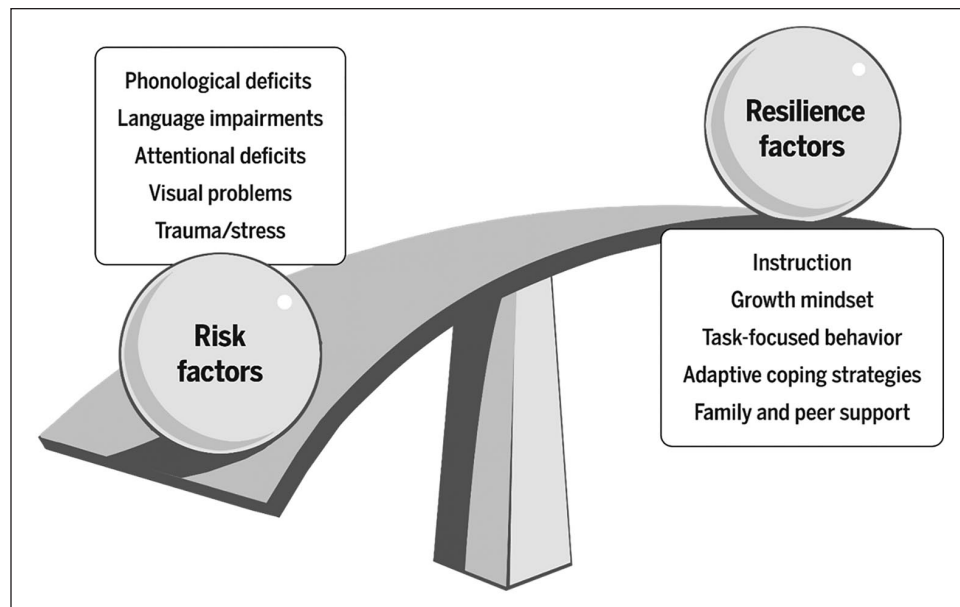 Phonological deficits
Language impairments
Attentional deficits
Visual problems
Trauma/stress
Risk
factors
Resilience
factors
Instruction
Growth mindset
Task-focused behavior
Adaptive coping strategies
Family and peer support